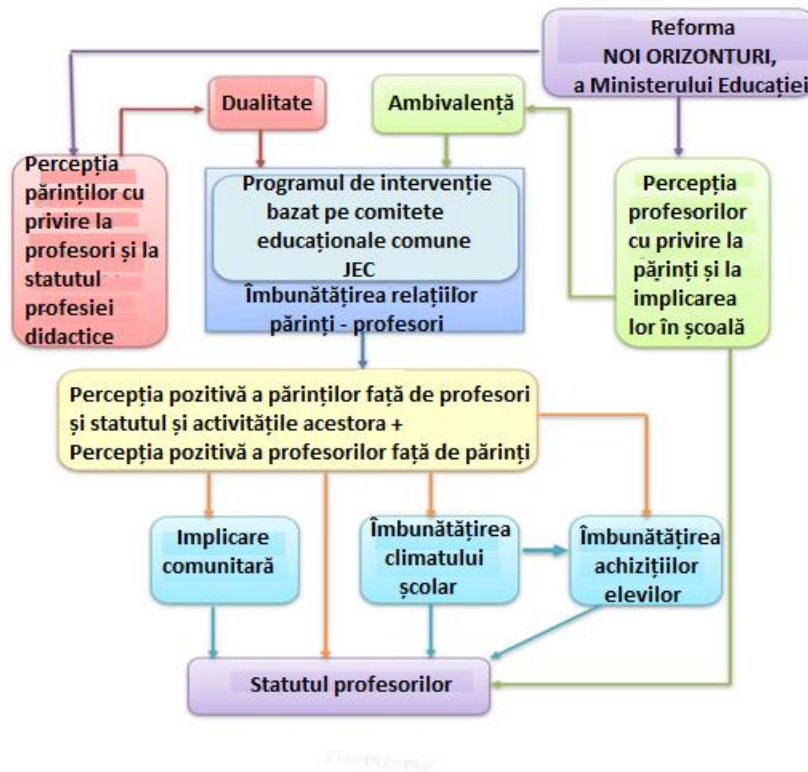 Reforma
NOI ORIZONTURI,
a Ministerului Educației
Dualitate
Ambivalență
Percepția
părinților cu
privire la
profesori și la
statutul
profesiei
didactice
Programul de intervenție
bazat pe comitete
educaționale comune
JEC
Îmbunătățirea relațiilor
părinți - profesori
Percepția
profesorilor
cu privire la
părinți și la
implicarea
lor în școală
Percepția pozitivă a părinților față de profesori
și statutul și activitățile acestora +
Percepția pozitivă a profesorilor față de părinți
Implicare
comunitară
Îmbunătățirea
climatului
școlar
Îmbunătățirea
achizițiilor
elevilor
Statutul profesorilor